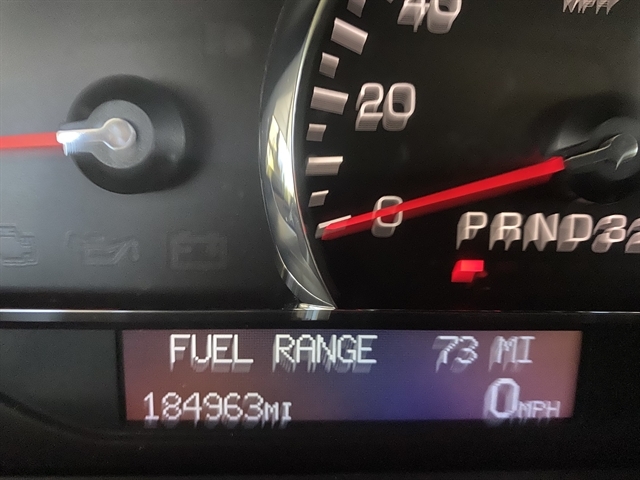 40
MPH
20
0
PRND32
FUEL RANGE 73 MI
184963MI 0MPH